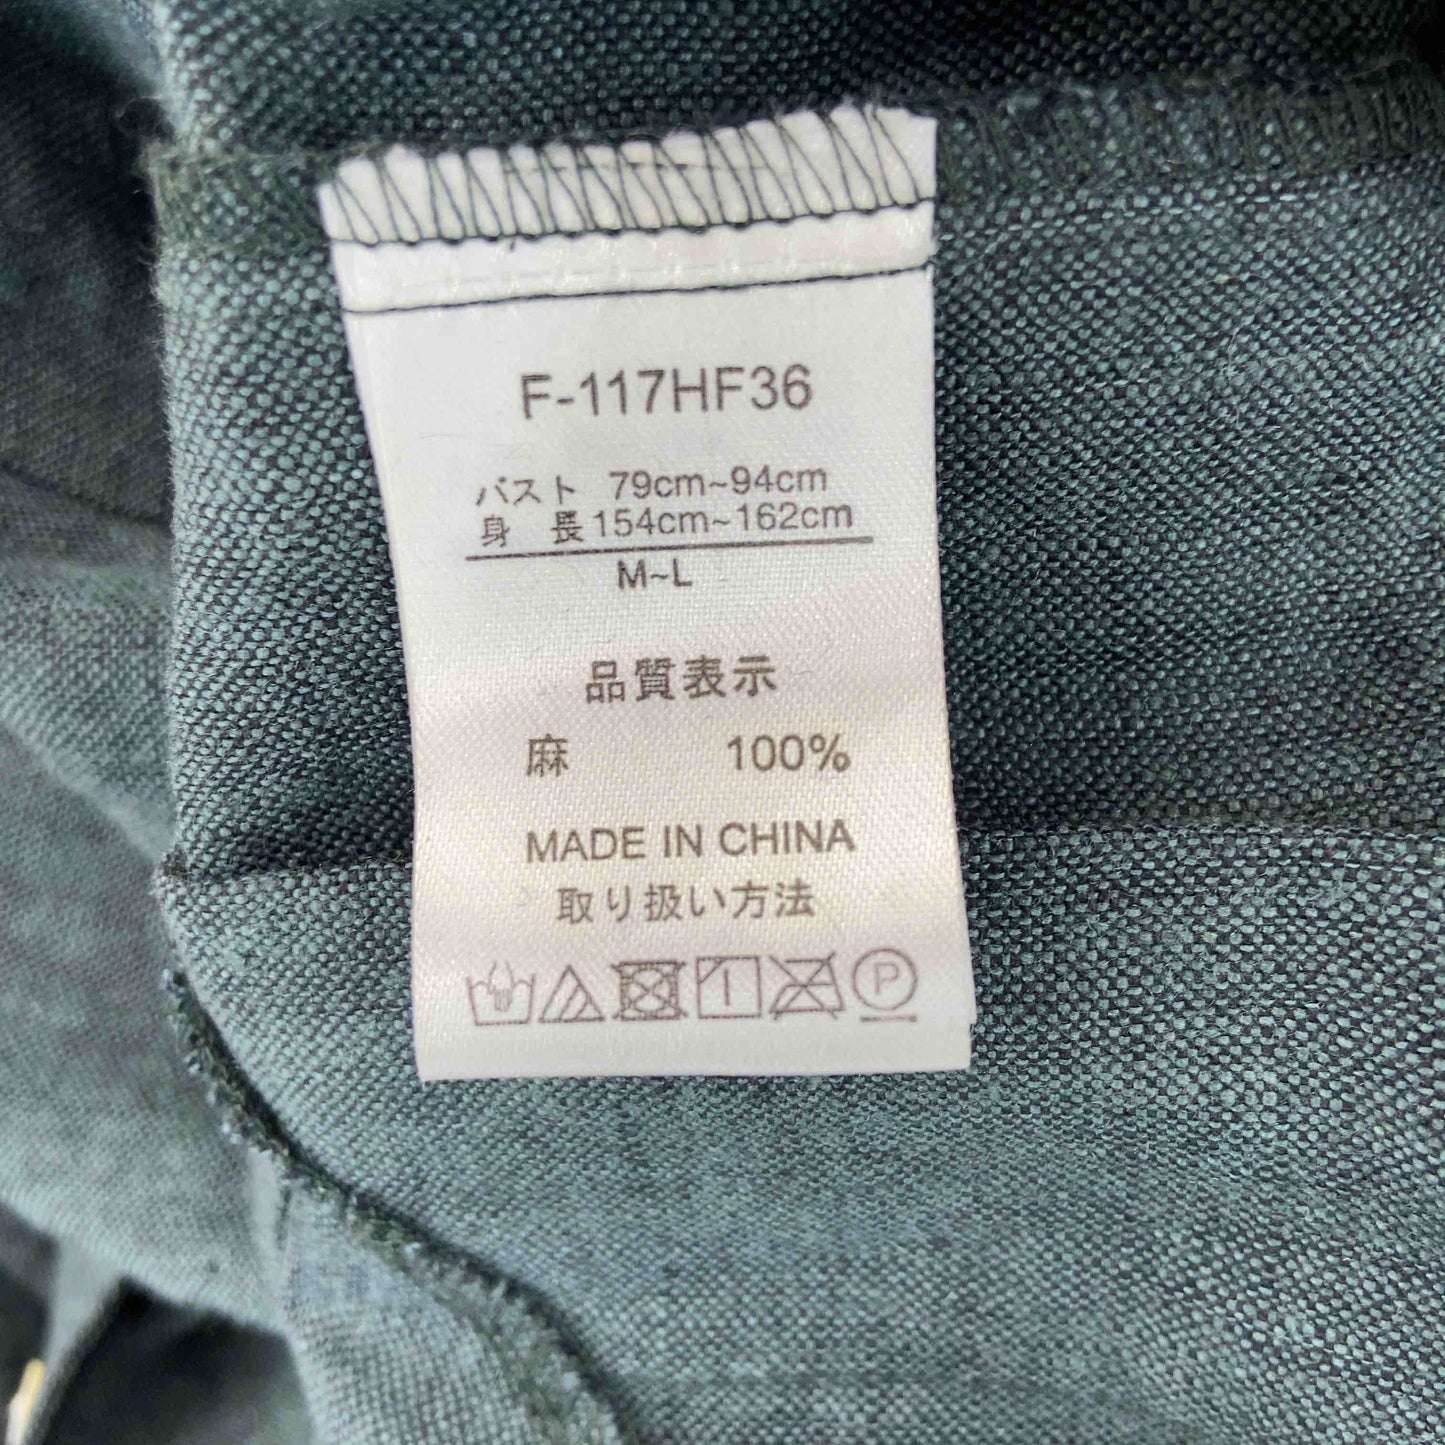 F-117HF36
バスト 79cm~94cm
身 長 154cm~162cm
M~L
品質表示
麻 100%
MADE IN CHINA
取り扱い方法
P